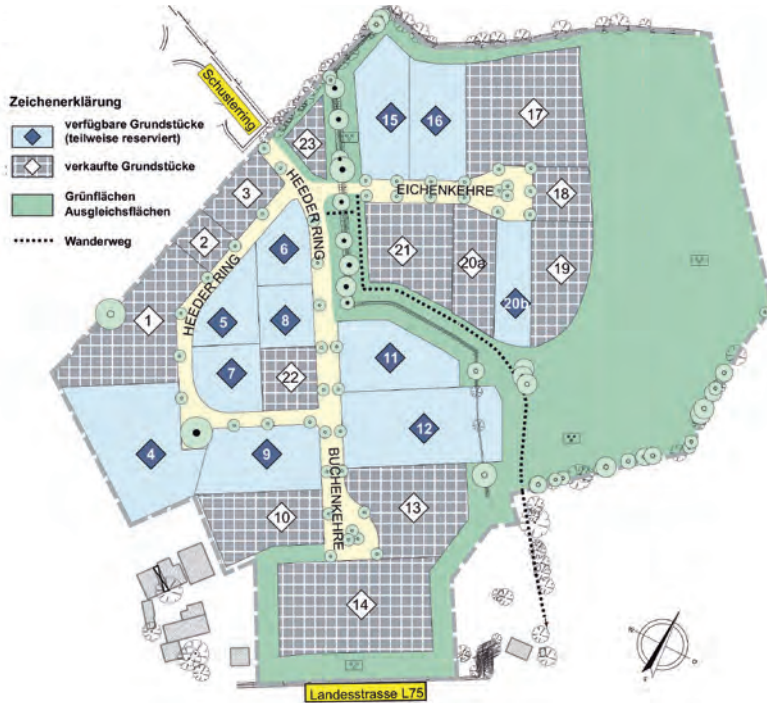 Zeichenerklärung
verfügbare Grundstücke
(teilweise reserviert)
verkaufte Grundstücke
Grünflächen
Ausgleichsflächen
Wanderweg
Schusterring
15
16
17
23
3
HEEDER RING
EICHENKEHRE
18
2
6
21
20a
19
HEEDER RING
1
5
8
20b
7
22
11
4
9
12
BUCHENKEHRE
10
13
14
Landesstrasse L75